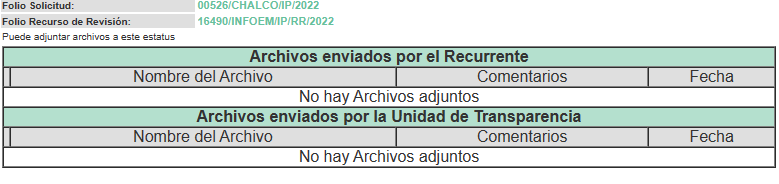 Folio Solicitud: 00526/CHALCO/IP/2022
Folio Recurso de Revisión: 16490/INFOEM/IP/RR/2022
Puede adjuntar archivos a este estatus
Archivos enviados por el Recurrente
Nombre del Archivo Comentarios Fecha
No hay Archivos adjuntos
Archivos enviados por la Unidad de Transparencia
Nombre del Archivo Comentarios Fecha
No hay Archivos adjuntos